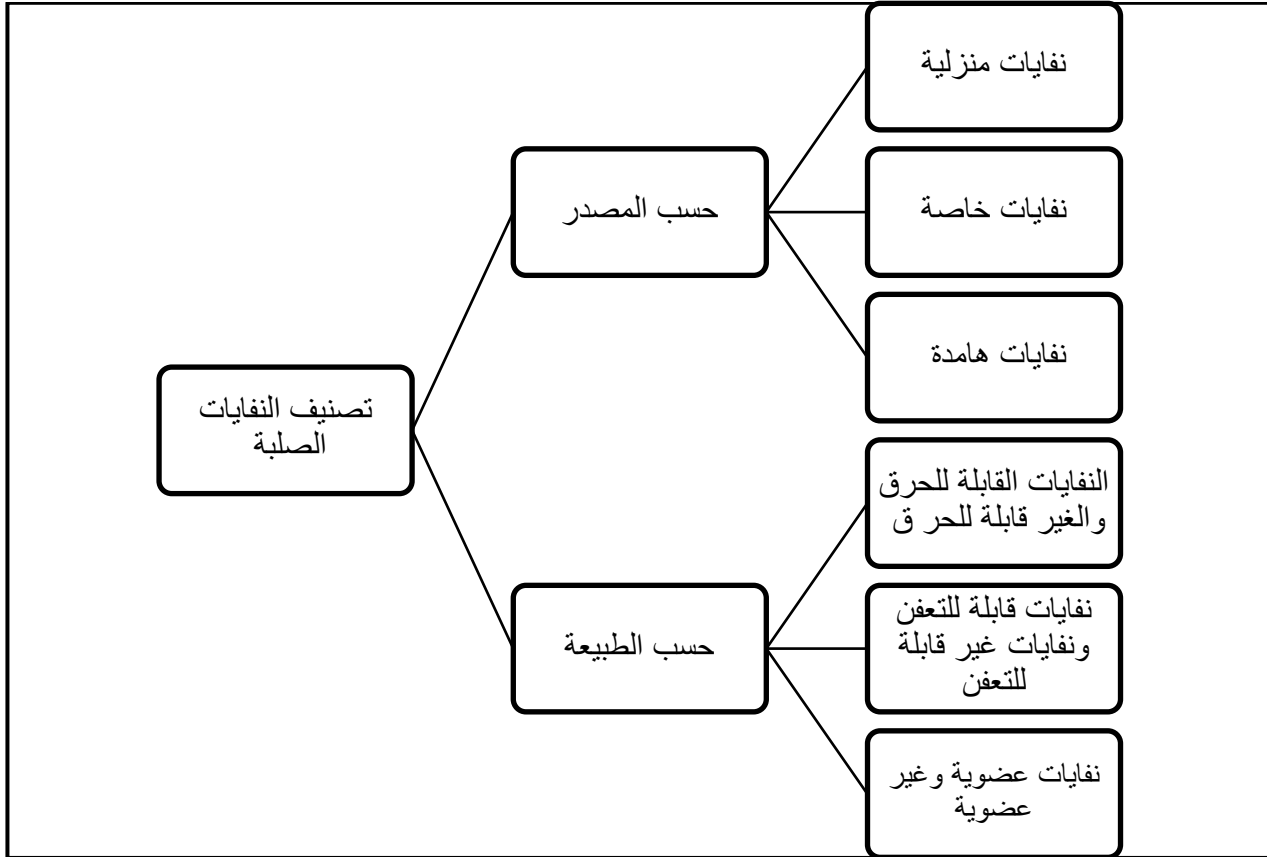 تصنيف النفايات
الصلبة
حسب المصدر
نفايات منزلية
نفايات خاصة
نفايات هامدة
حسب الطبيعة
النفايات القابلة للحرق
والغير قابلة للحر ق
نفايات قابلة للتعفن
ونفايات غير قابلة
للتعفن
نفايات عضوية وغير
عضوية